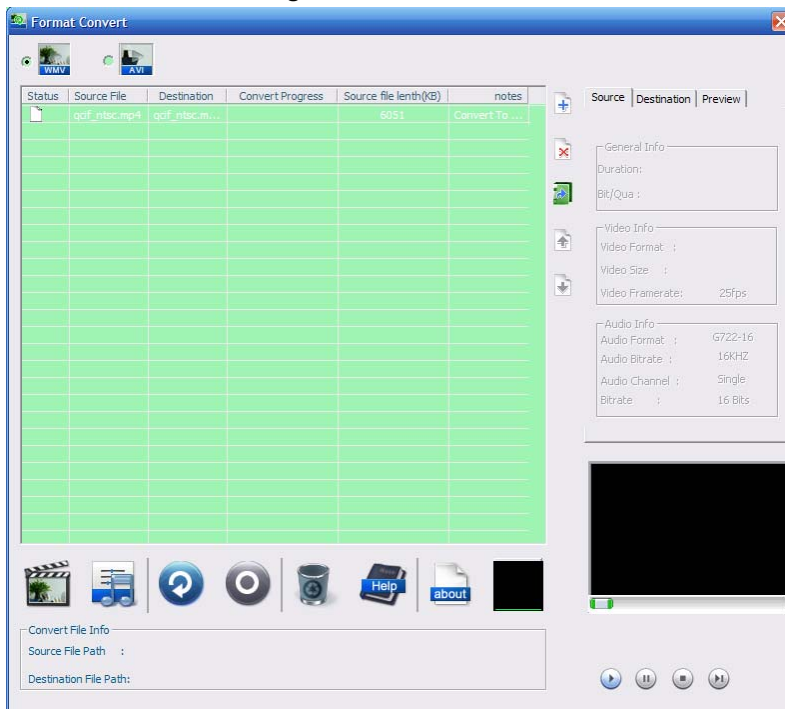 Format Convert
WMV AVI
Status Source File Destination Convert Progress Source file lenth(KB) notes
qof_ntsc.mp4 qof_ntsc.m... 6051 Convert To ...
Source Destination Preview
General Info
Duration:
Bit/Qua :
Video Info
Video Format :
Video Size :
Video Framerate: 25fps
Audio Info
Audio Format : G722-16
Audio Bitrate : 16KHZ
Audio Channel : Single
Bitrate : 16 Bits
Help
about
Convert File Info
Source File Path :
Destination File Path: